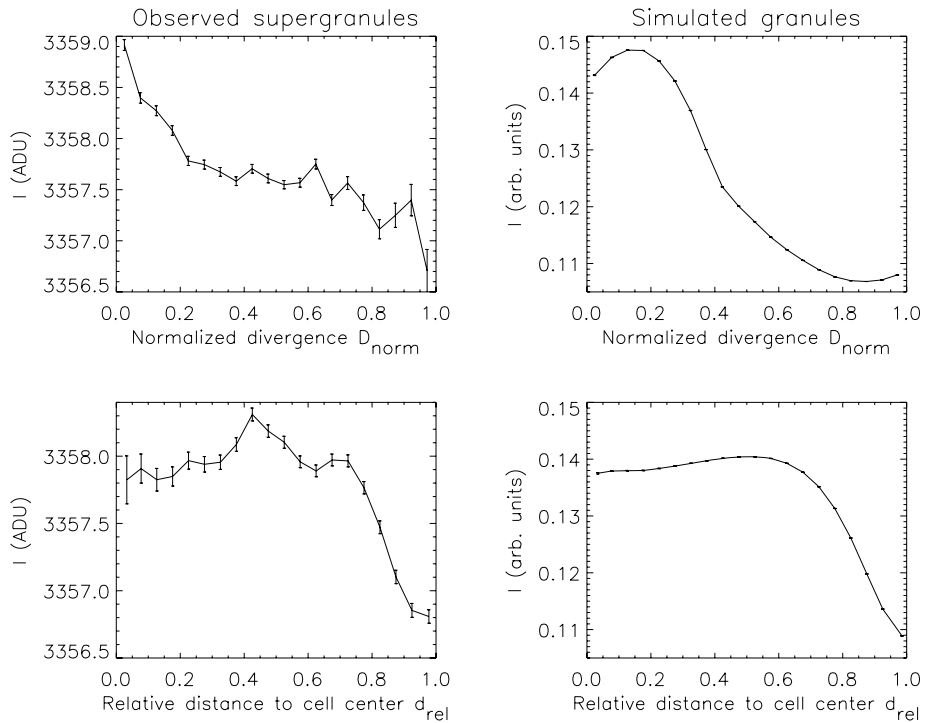 Observed supergranules
Simulated granules
3359.0
3358.5
3358.0
3357.5
3357.0
3356.5
I (ADU)
0.0 0.2 0.4 0.6 0.8 1.0
Normalized divergence D_norm
0.15
0.14
0.13
0.12
0.11
I (arb. units)
0.0 0.2 0.4 0.6 0.8 1.0
Normalized divergence D_norm
3358.0
3357.5
3357.0
3356.5
I (ADU)
0.0 0.2 0.4 0.6 0.8 1.0
Relative distance to cell center d_rel
0.15
0.14
0.13
0.12
0.11
I (arb. units)
0.0 0.2 0.4 0.6 0.8 1.0
Relative distance to cell center d_rel